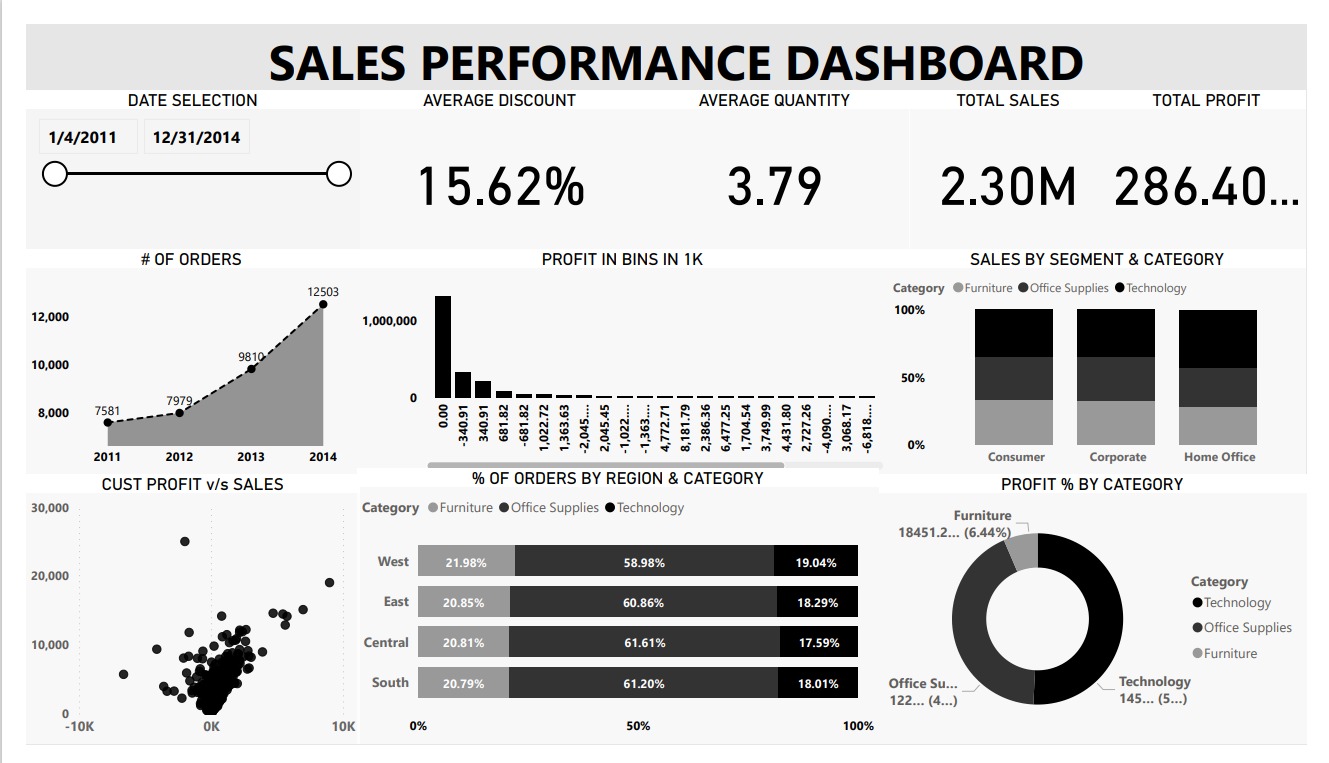 SALES PERFORMANCE DASHBOARD
DATE SELECTION
1/4/2011 12/31/2014
AVERAGE DISCOUNT
15.62%
AVERAGE QUANTITY
3.79
TOTAL SALES
2.30M
TOTAL PROFIT
286.40...
# OF ORDERS
12,000
10,000
8,000
7581
7979
9810
12503
2011 2012 2013 2014
PROFIT IN BINS IN 1K
1,000,000
0
0.00
-340.91
340.91
681.82
-681.82
1,022.72
1,363.63
-2,045....
2,045.45
-1,022....
-1,363....
4,772.71
8,181.79
2,386.36
6,477.25
1,704.54
3,749.99
4,431.80
2,727.26
-4,090....
3,068.17
-6,818....
SALES BY SEGMENT & CATEGORY
Category Furniture Office Supplies Technology
100%
50%
0%
Consumer Corporate Home Office
CUST PROFIT v/s SALES
30,000
20,000
10,000
0
-10K 0K 10K
% OF ORDERS BY REGION & CATEGORY
Category Furniture Office Supplies Technology
West 21.98% 58.98% 19.04%
East 20.85% 60.86% 18.29%
Central 20.81% 61.61% 17.59%
South 20.79% 61.20% 18.01%
0% 50% 100%
PROFIT % BY CATEGORY
Furniture
18451.2... (6.44%)
Office Su...
122... (4...)
Technology
145... (5...)
Category
Technology
Office Supplies
Furniture